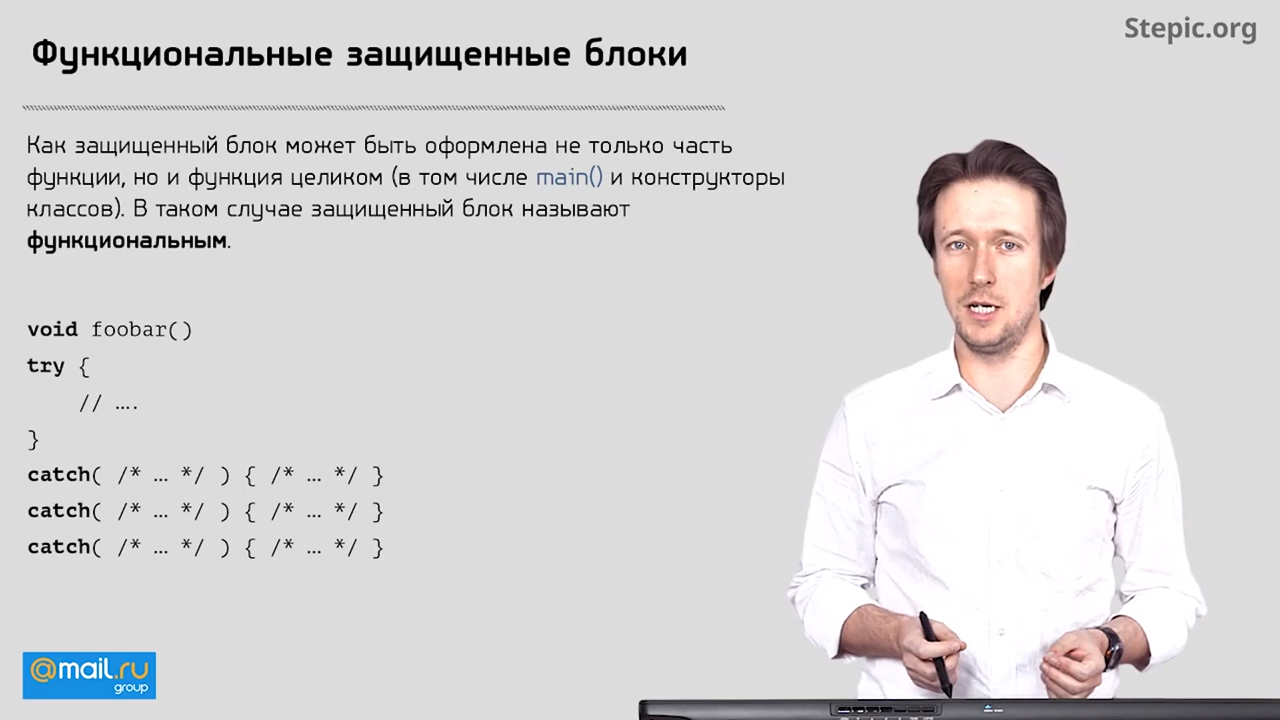 Stepic.org
Функциональные защищенные блоки
Как защищенный блок может быть оформлена не только часть
функции, но и функция целиком (в том числе main() и конструкторы
классов). В таком случае защищенный блок называют
функциональным.
void foobar()
try {
// ….
}
catch( /* … */ ) { /* … */ }
catch( /* … */ ) { /* … */ }
catch( /* … */ ) { /* … */ }
@mail.ru
group